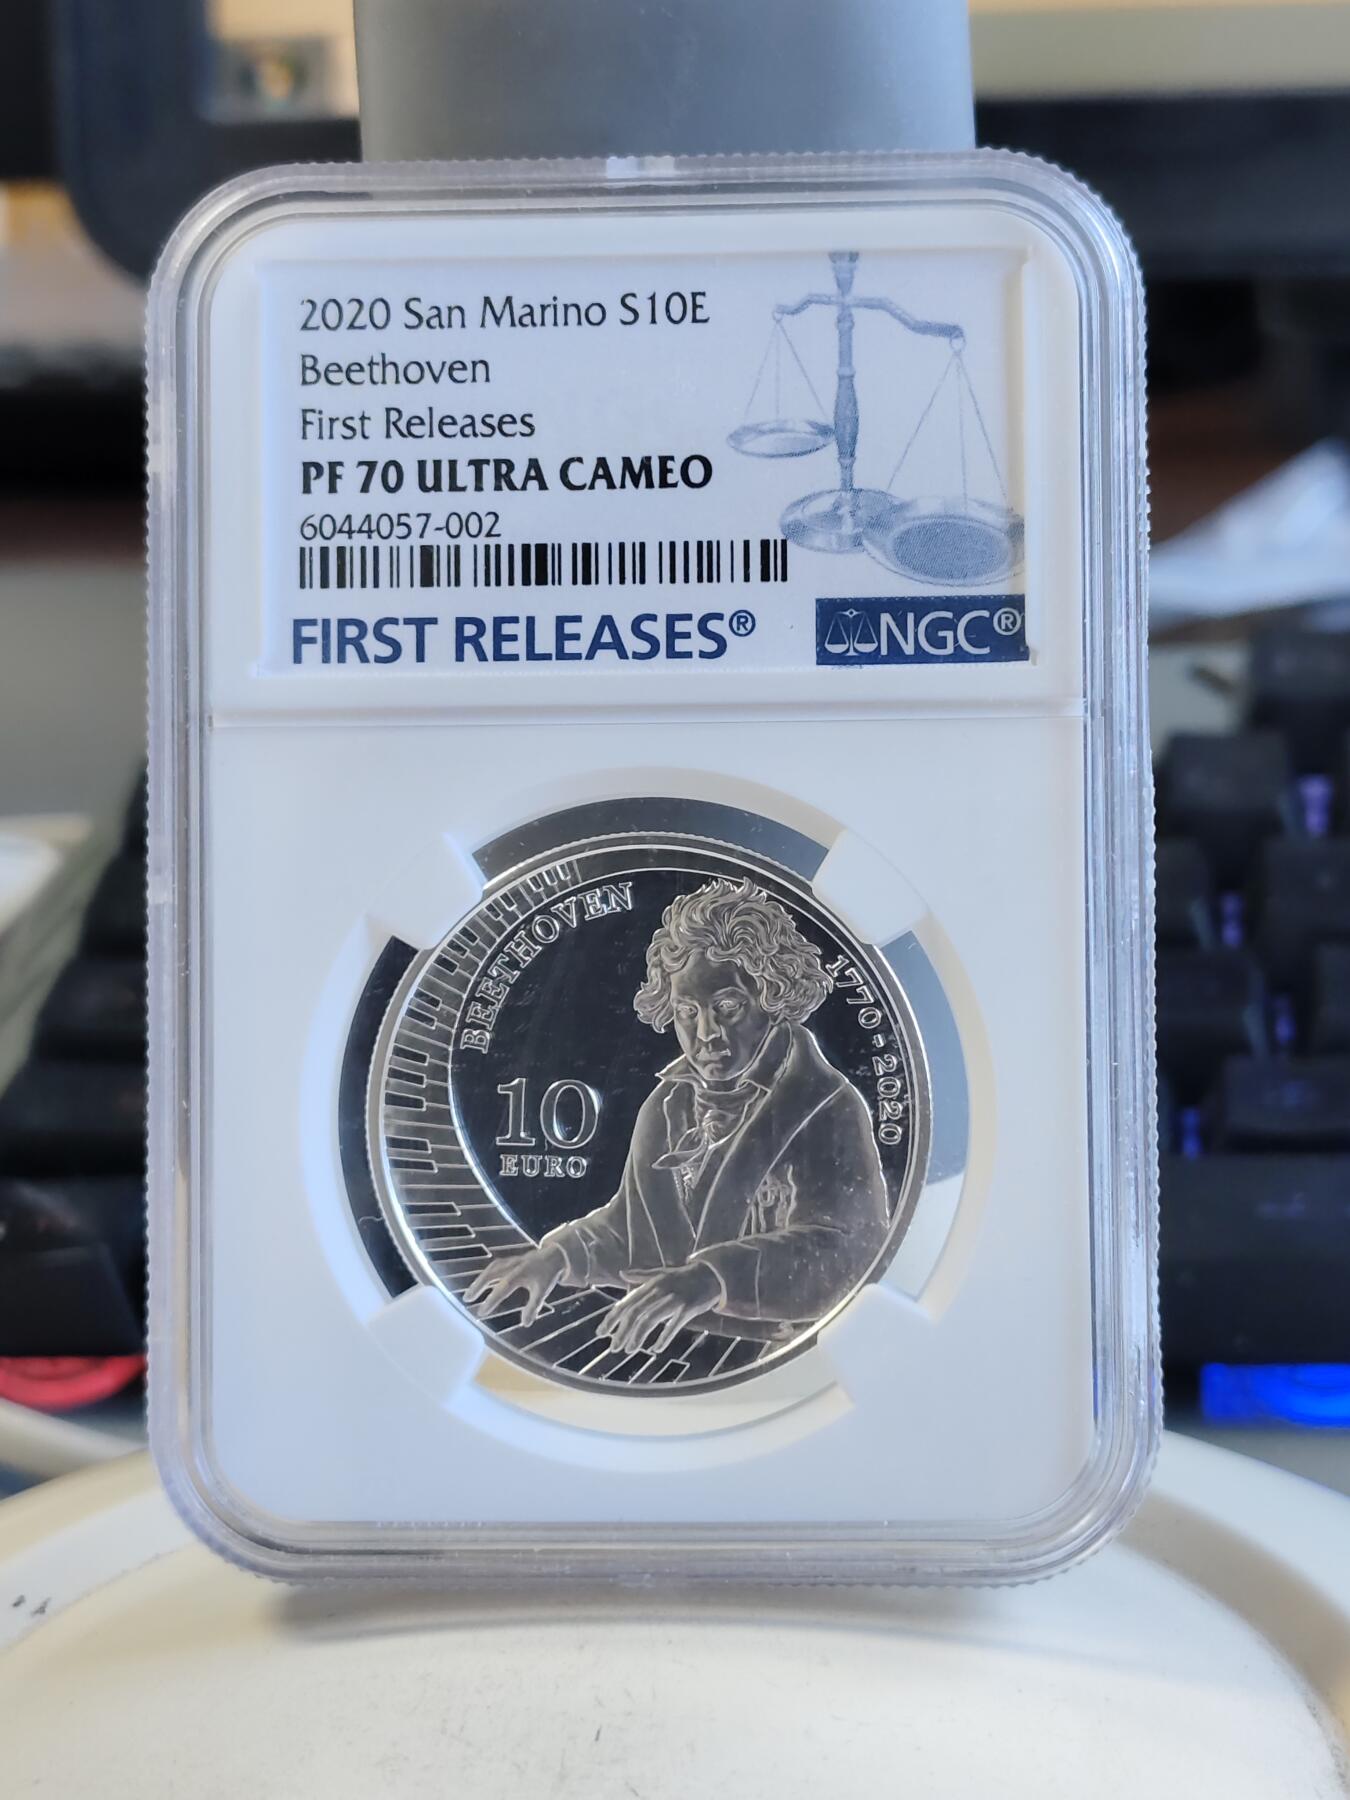 2020 San Marino S10E
Beethoven
First Releases
PF 70 ULTRA CAMEO
6044057-002
FIRST RELEASES®
NGC®
BEETHOVEN
1770-2020
10
EURO